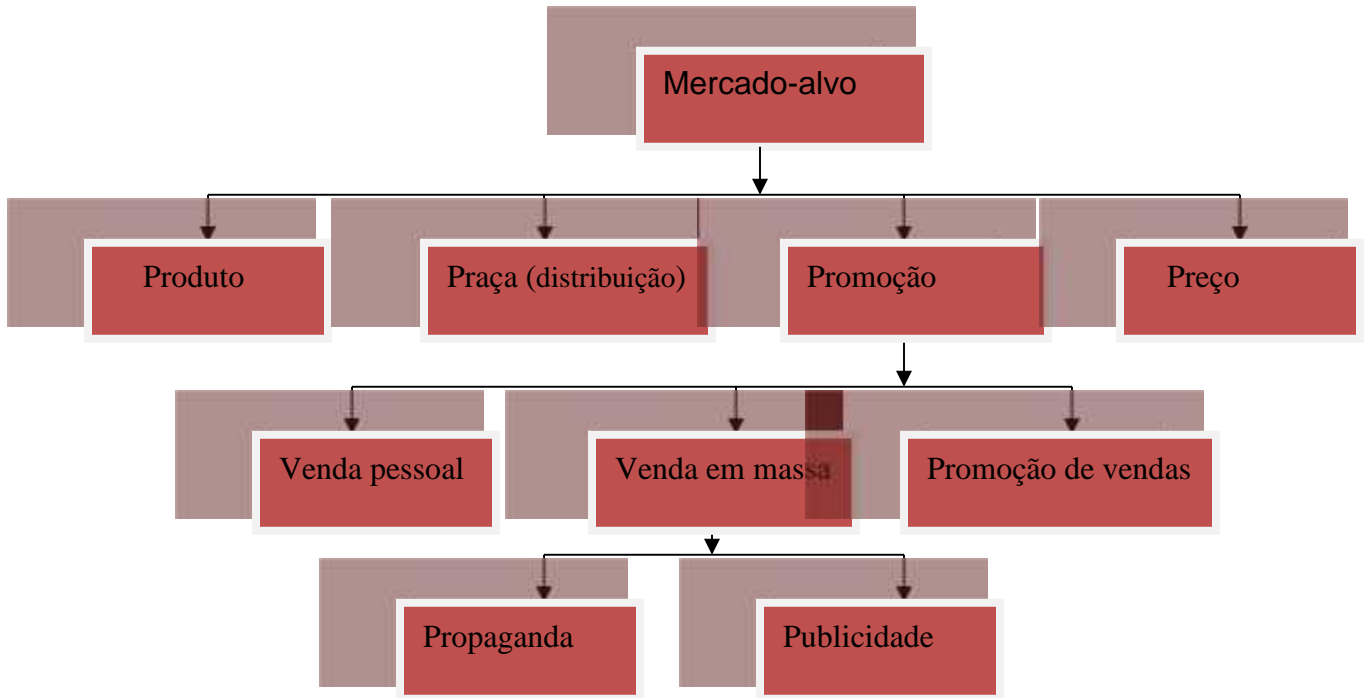 Mercado-alvo
Produto
Praça (distribuição)
Promoção
Preço
Venda pessoal
Venda em massa
Promoção de vendas
Propaganda
Publicidade